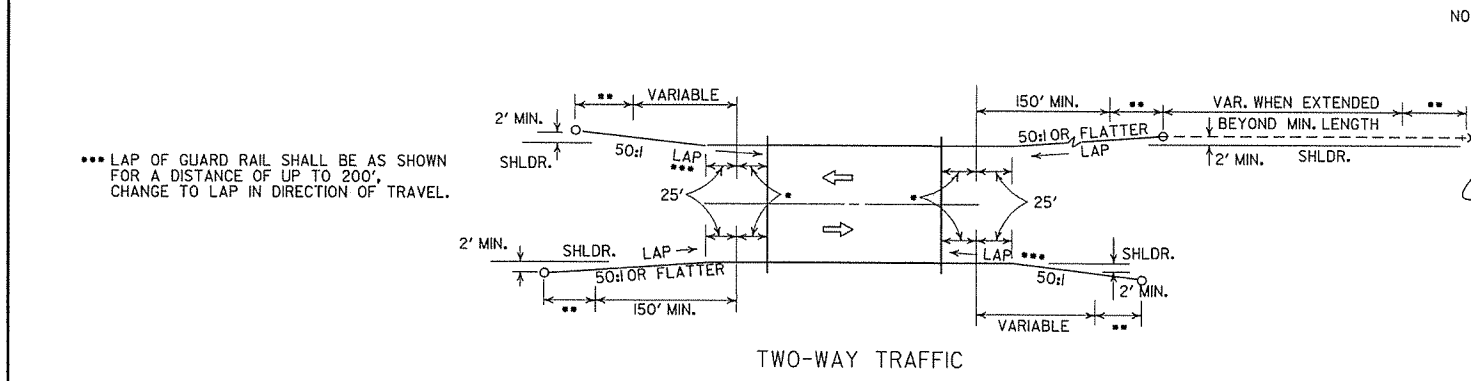 NO
** VARIABLE
150' MIN. ** VAR. WHEN EXTENDED **
2' MIN.
50:1 OR FLATTER
BEYOND MIN. LENGTH
SHLDR.
50:1
LAP
***
LAP
2' MIN.
SHLDR.
*** LAP OF GUARD RAIL SHALL BE AS SHOWN
FOR A DISTANCE OF UP TO 200',
CHANGE TO LAP IN DIRECTION OF TRAVEL.
25'
*
*
25'
2' MIN.
SHLDR.
LAP
LAP ***
SHLDR.
50:1 OR FLATTER
50:1
2' MIN.
** 150' MIN.
VARIABLE **
TWO-WAY TRAFFIC